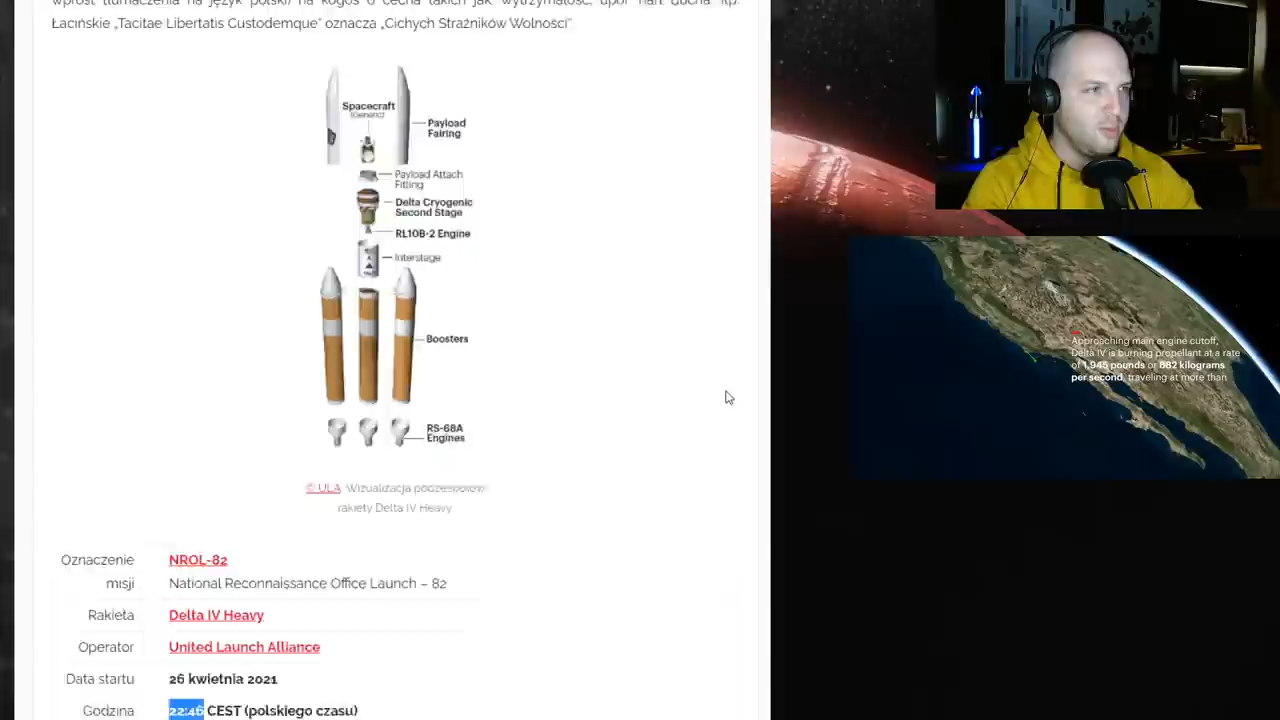 Łacińskie „Tacitae Libertatis Custodemque" oznacza „Cichych Strażników Wolności".
Spacecraft
(Generic)
Payload
Fairing
Payload Attach
Fitting
Delta Cryogenic
Second Stage
RL10B-2 Engine
Interstage
Boosters
RS-68A
Engines
© ULA Wizualizacja podzespołów
rakiety Delta IV Heavy
Oznaczenie
misji
NROL-82
National Reconnaissance Office Launch – 82
Rakieta Delta IV Heavy
Operator United Launch Alliance
Data startu 26 kwietnia 2021
Godzina 22:46 CEST (polskiego czasu)
Approaching main engine cutoff,
Delta IV is burning propellant at a rate
of 1,945 pounds or 882 kilograms
per second, traveling at more than